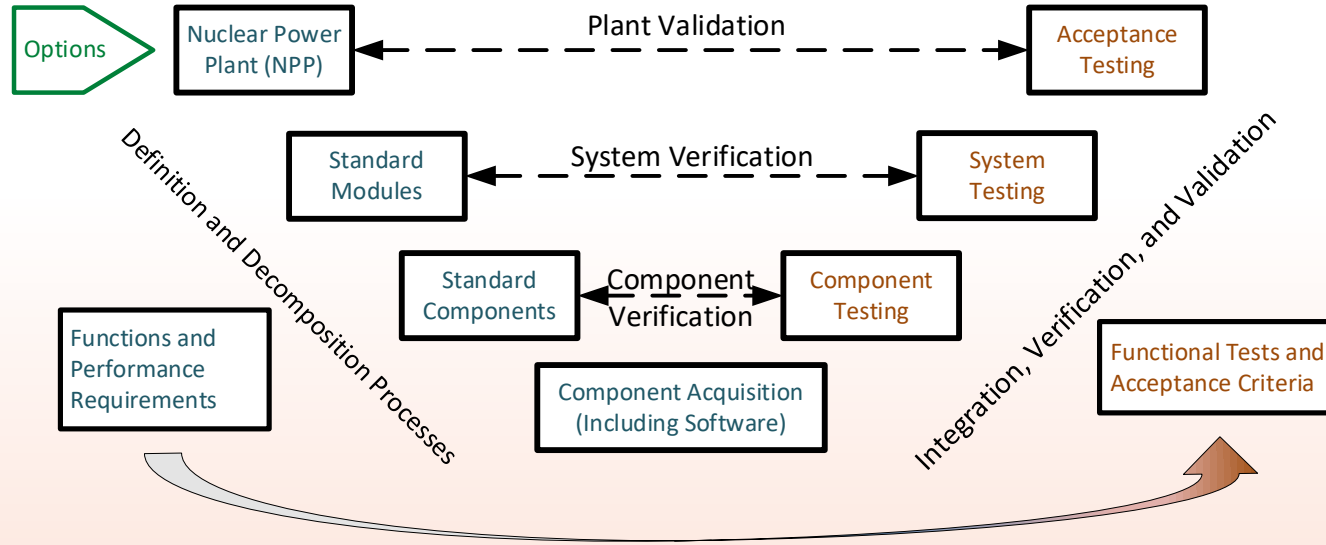 Options
Nuclear Power
Plant (NPP)
Plant Validation
Acceptance
Testing
Definition and Decomposition Processes
Standard
Modules
System Verification
System
Testing
Integration, Verification, and Validation
Standard
Components
Component
Verification
Component
Testing
Functions and
Performance
Requirements
Component Acquisition
(Including Software)
Functional Tests and
Acceptance Criteria